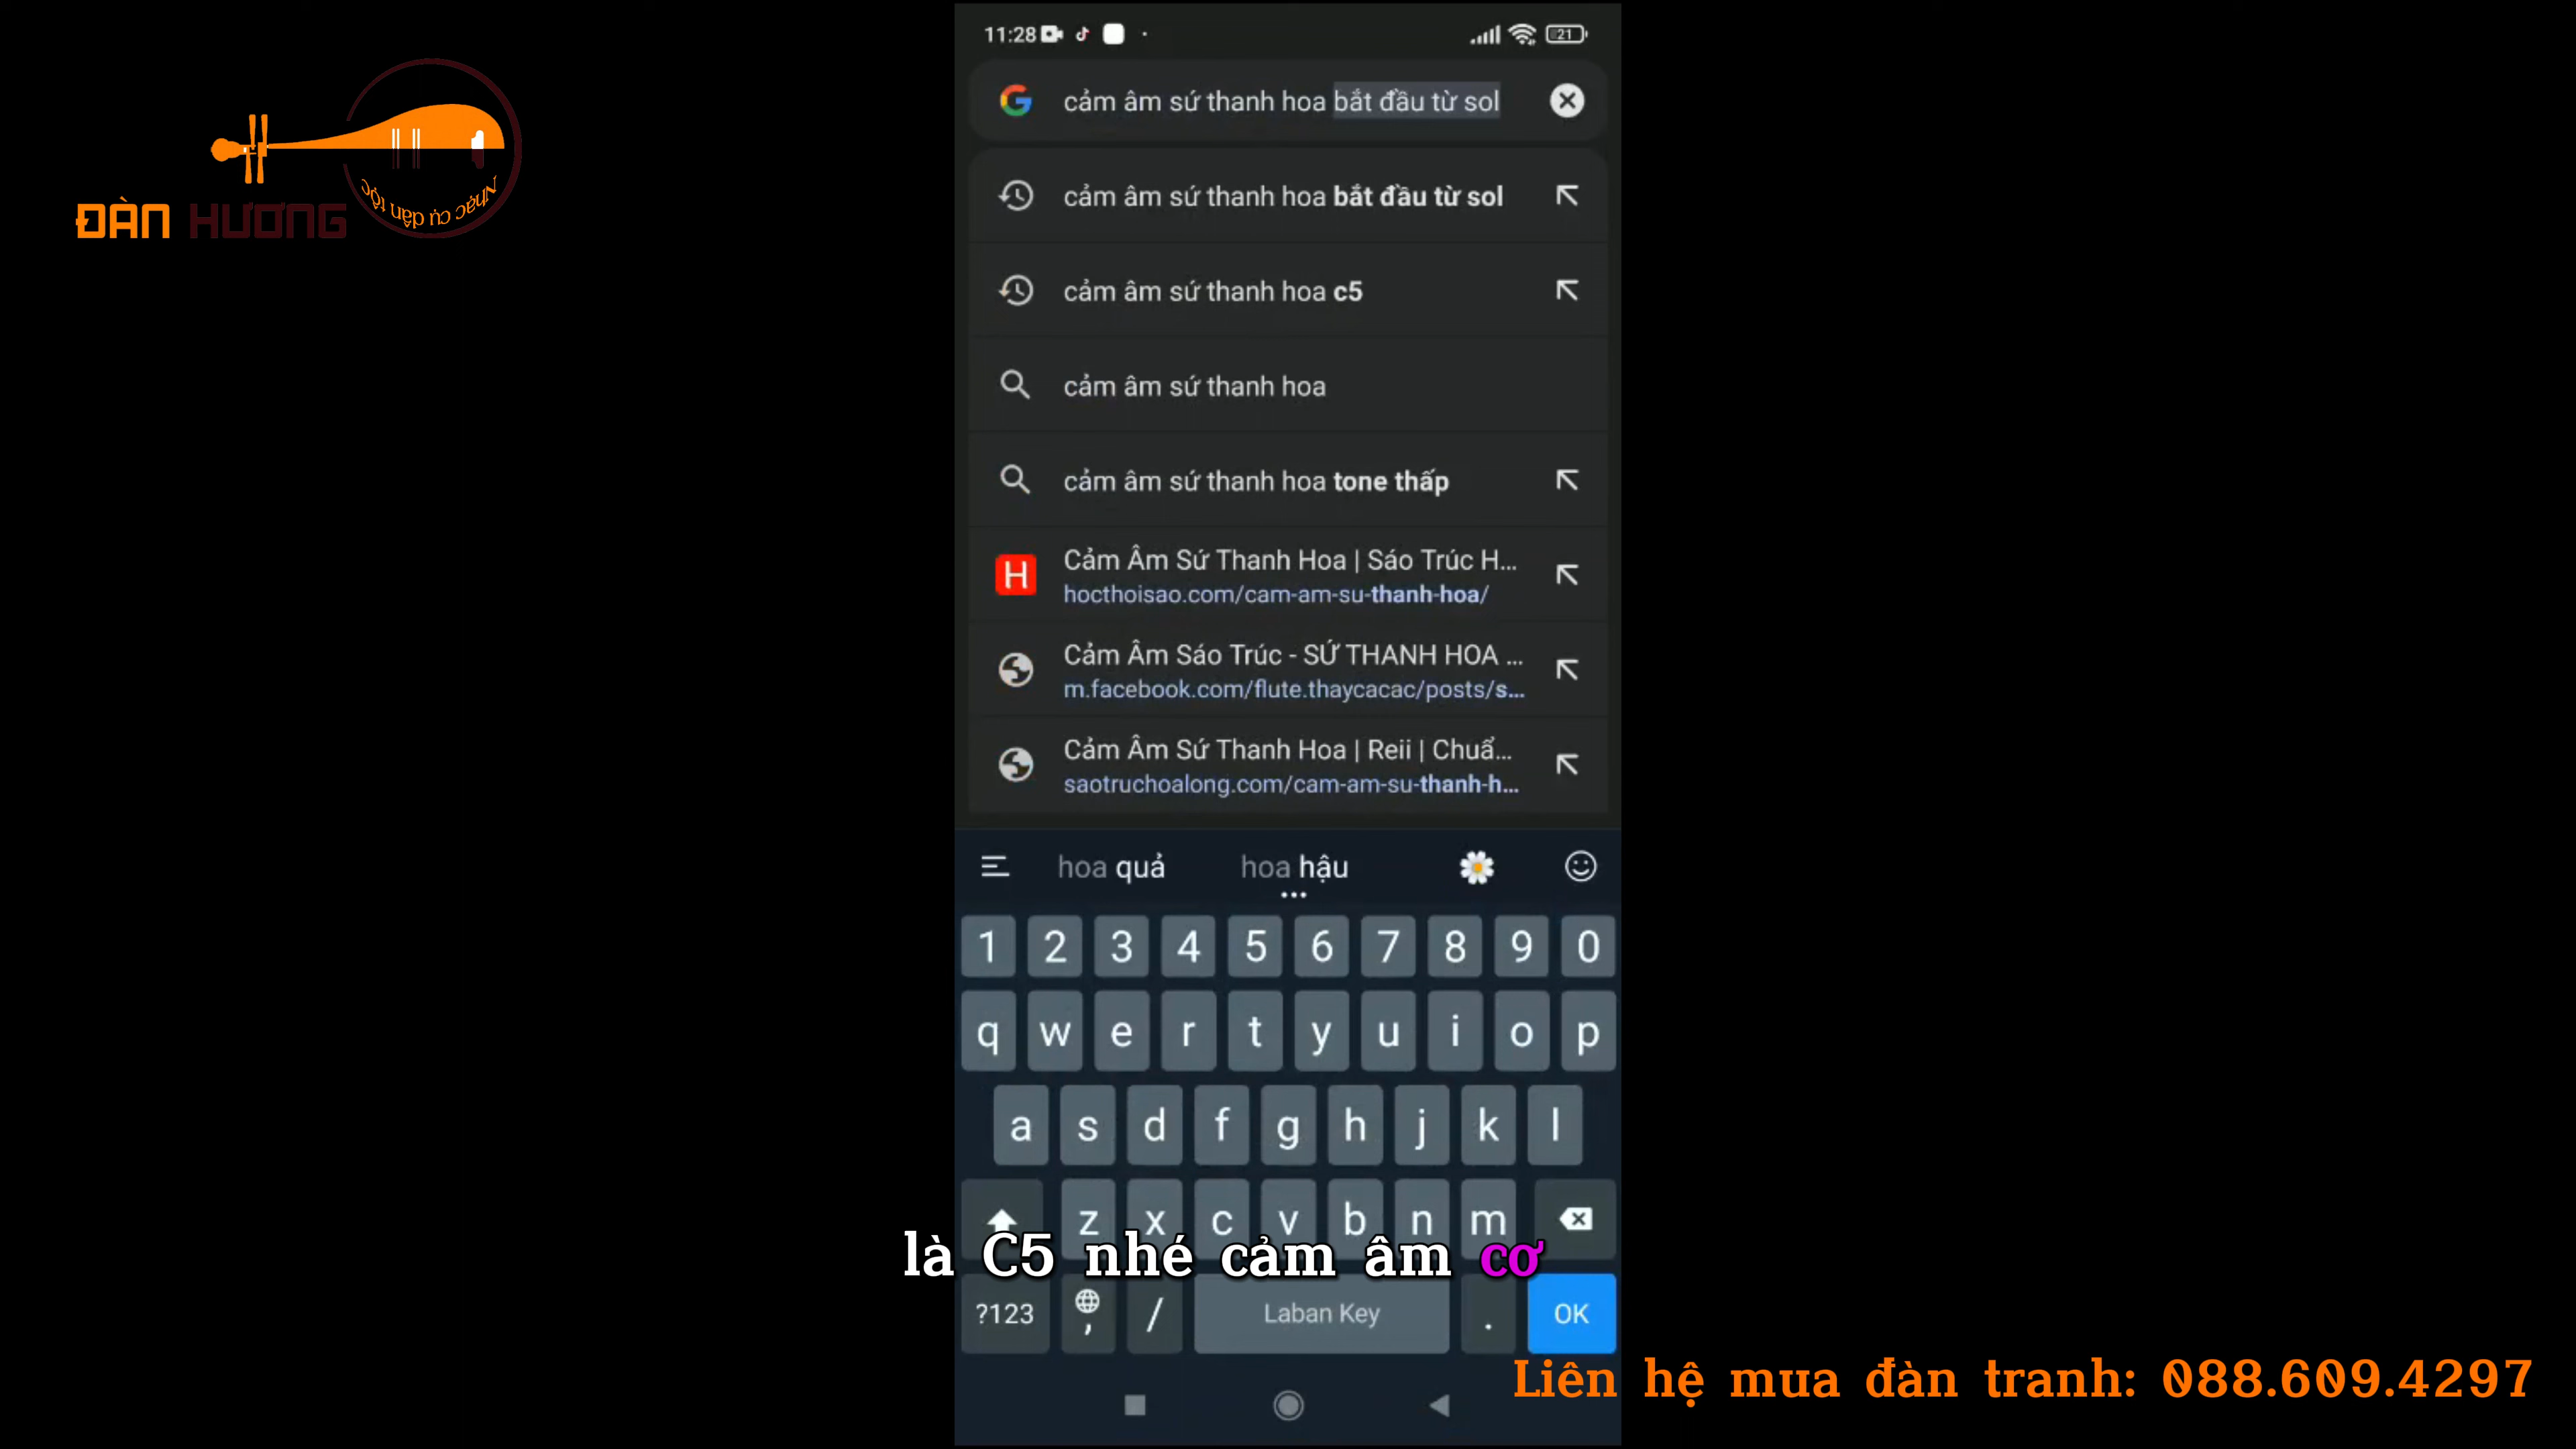 ĐÀN HƯƠNG
Nhạc cụ dân tộc
11:28
21
cảm âm sứ thanh hoa bắt đầu từ sol
cảm âm sứ thanh hoa bắt đầu từ sol
cảm âm sứ thanh hoa c5
cảm âm sứ thanh hoa
cảm âm sứ thanh hoa tone thấp
H
Cảm Âm Sứ Thanh Hoa | Sáo Trúc H...
hocthoisao.com/cam-am-su-thanh-hoa/
Cảm Âm Sáo Trúc - SỨ THANH HOA ...
m.facebook.com/flute.thaycacac/posts/s...
Cảm Âm Sứ Thanh Hoa | Reii | Chuẩ...
saotruchoalong.com/cam-am-su-thanh-h...
hoa quả hoa hậu
1 2 3 4 5 6 7 8 9 0
q w e r t y u i o p
a s d f g h j k l
z x c v b n m
là C5 nhé cảm âm cơ
?123 , / Laban Key . OK
Liên hệ mua đàn tranh: 088.609.4297